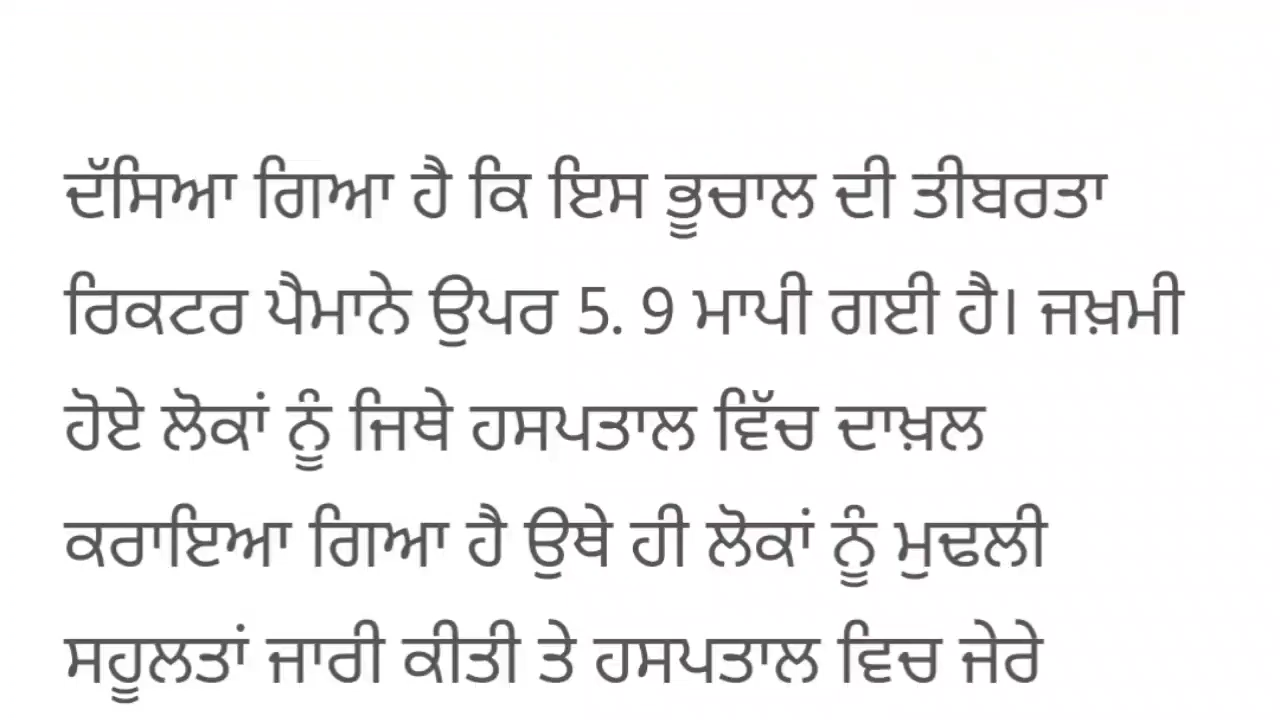 ਦੱਸਿਆ ਗਿਆ ਹੈ ਕਿ ਇਸ ਭੂਚਾਲ ਦੀ ਤੀਬਰਤਾ
ਰਿਕਟਰ ਪੈਮਾਨੇ ਉਪਰ 5. 9 ਮਾਪੀ ਗਈ ਹੈ। ਜਖ਼ਮੀ
ਹੋਏ ਲੋਕਾਂ ਨੂੰ ਜਿਥੇ ਹਸਪਤਾਲ ਵਿੱਚ ਦਾਖ਼ਲ
ਕਰਾਇਆ ਗਿਆ ਹੈ ਉਥੇ ਹੀ ਲੋਕਾਂ ਨੂੰ ਮੁਢਲੀ
ਸਹੂਲਤਾਂ ਜਾਰੀ ਕੀਤੀ ਤੇ ਹਸਪਤਾਲ ਵਿਚ ਜੇਰੇ